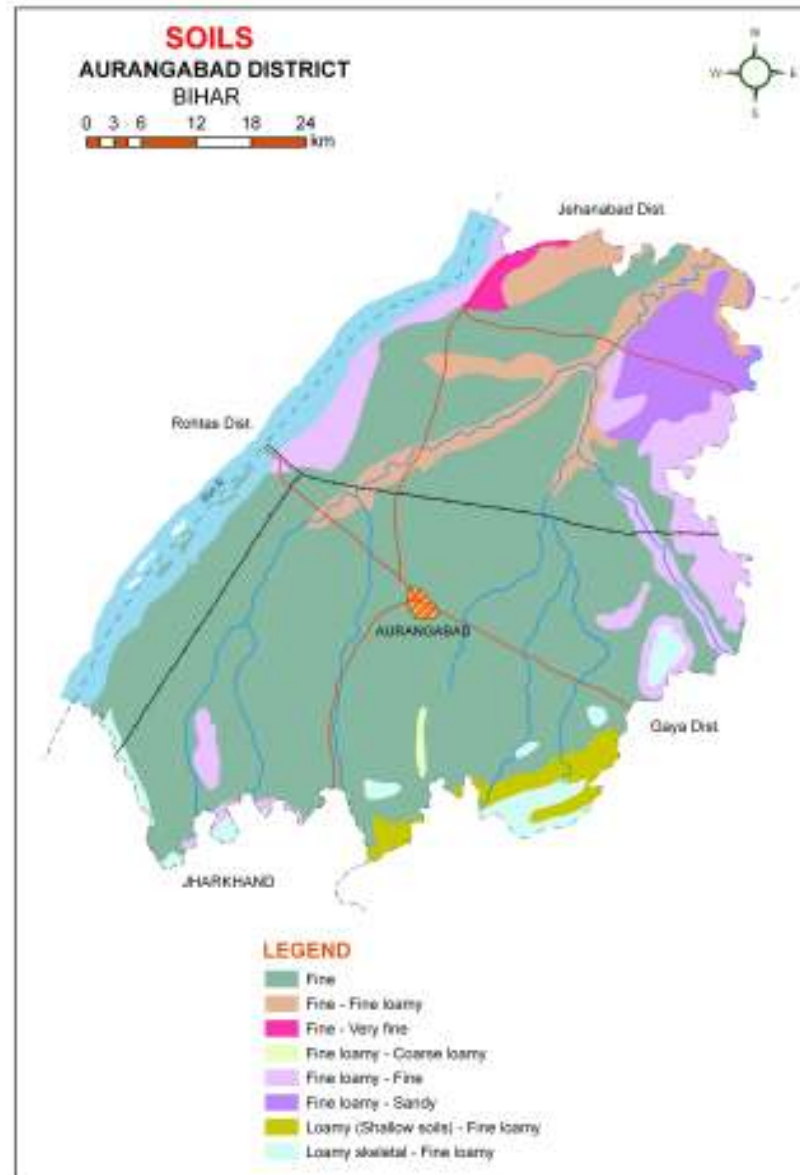 SOILS
AURANGABAD DISTRICT
BIHAR
0 3 6 12 18 24
km
N
W E
S
Jehanabad Dist.
Rohtas Dist.
AURANGABAD
Gaya Dist.
JHARKHAND
LEGEND
Fine
Fine - Fine loamy
Fine - Very fine
Fine loamy - Coarse loamy
Fine loamy - Fine
Fine loamy - Sandy
Loamy (Shallow soils) - Fine loamy
Loamy skeletal - Fine loamy